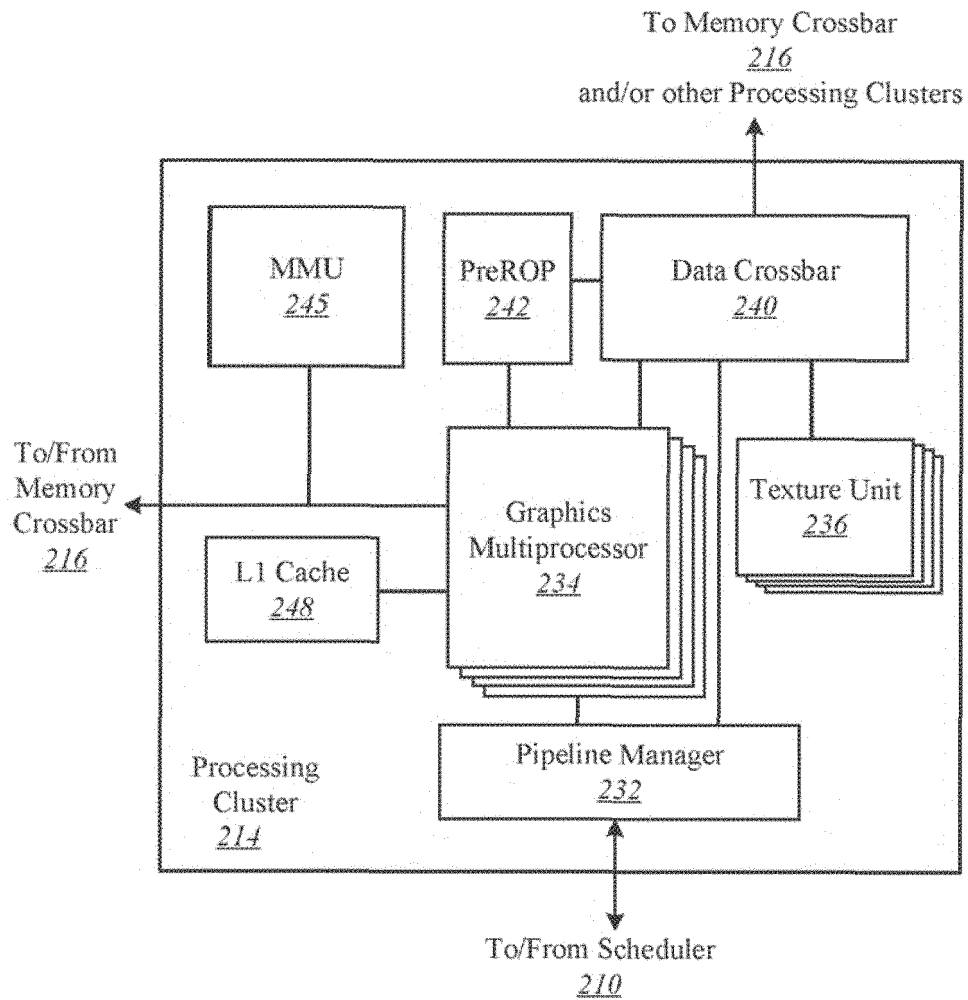 To Memory Crossbar
216
and/or other Processing Clusters
MMU
245
PreROP
242
Data Crossbar
240
To/From
Memory
Crossbar
216
Graphics
Multiprocessor
234
Texture Unit
236
L1 Cache
248
Pipeline Manager
232
Processing
Cluster
214
To/From Scheduler
210